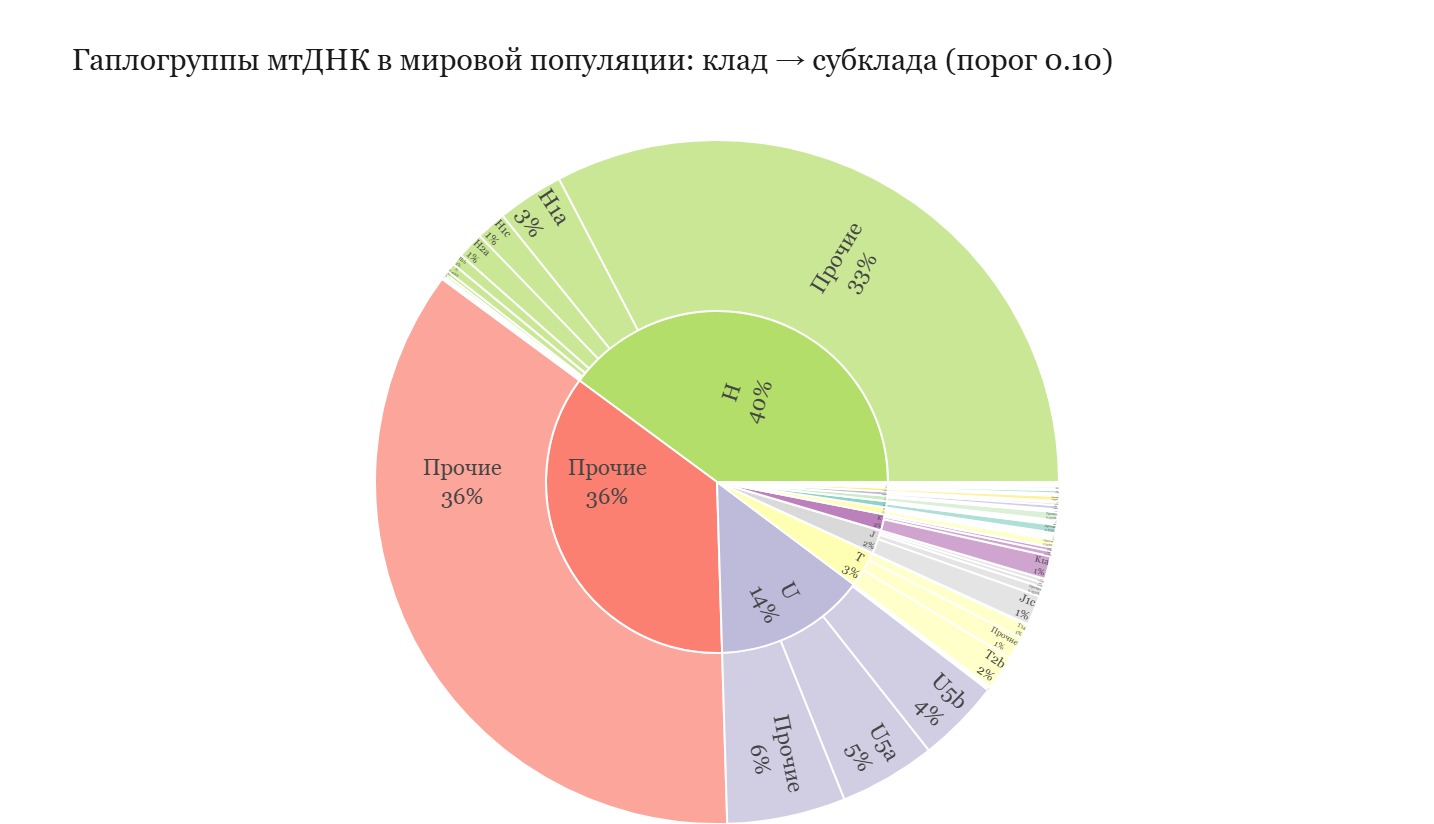 Гаплогруппы мтДНК в мировой популяции: клад → субклада (порог 0.10)
Прочие
33%
H1a
3%
H1c
1%
H2a
1%
H
40%
Прочие
36%
Прочие
36%
U
14%
T
3%
J
2%
K1a
1%
J1c
1%
Прочие
1%
T2b
2%
U5b
4%
U5a
5%
Прочие
6%